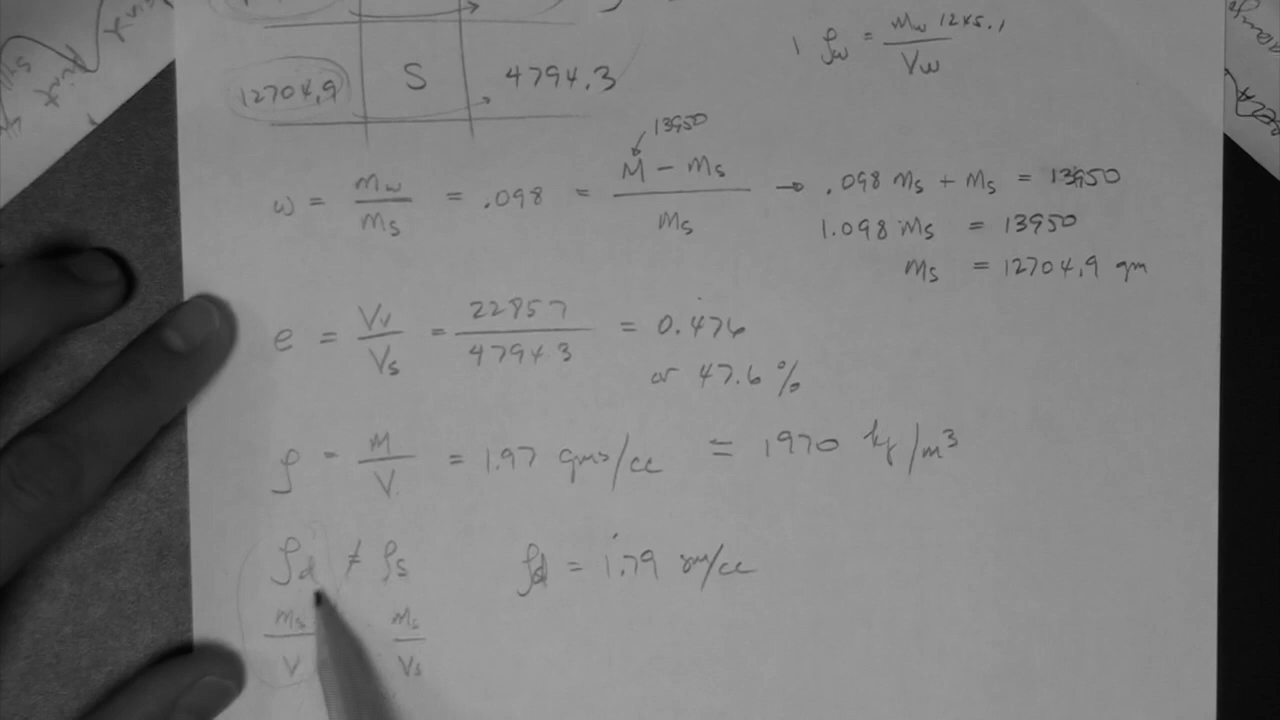 12704.9 S 4794.3
1 ρw = Mw 1245.1 / Vw
13950
ω = Mw / Ms = .098 = M - Ms / Ms → .098 Ms + Ms = 13950
1.098 Ms = 13950
Ms = 12704.9 gm
e = Vv / Vs = 2285.7 / 4794.3 = 0.476
or 47.6 %
ρ = M / V = 1.97 gms/cc = 1970 kg/m³
ρd ≠ ρs ρd = 1.79 gm/cc
Ms / V Ms / Vs